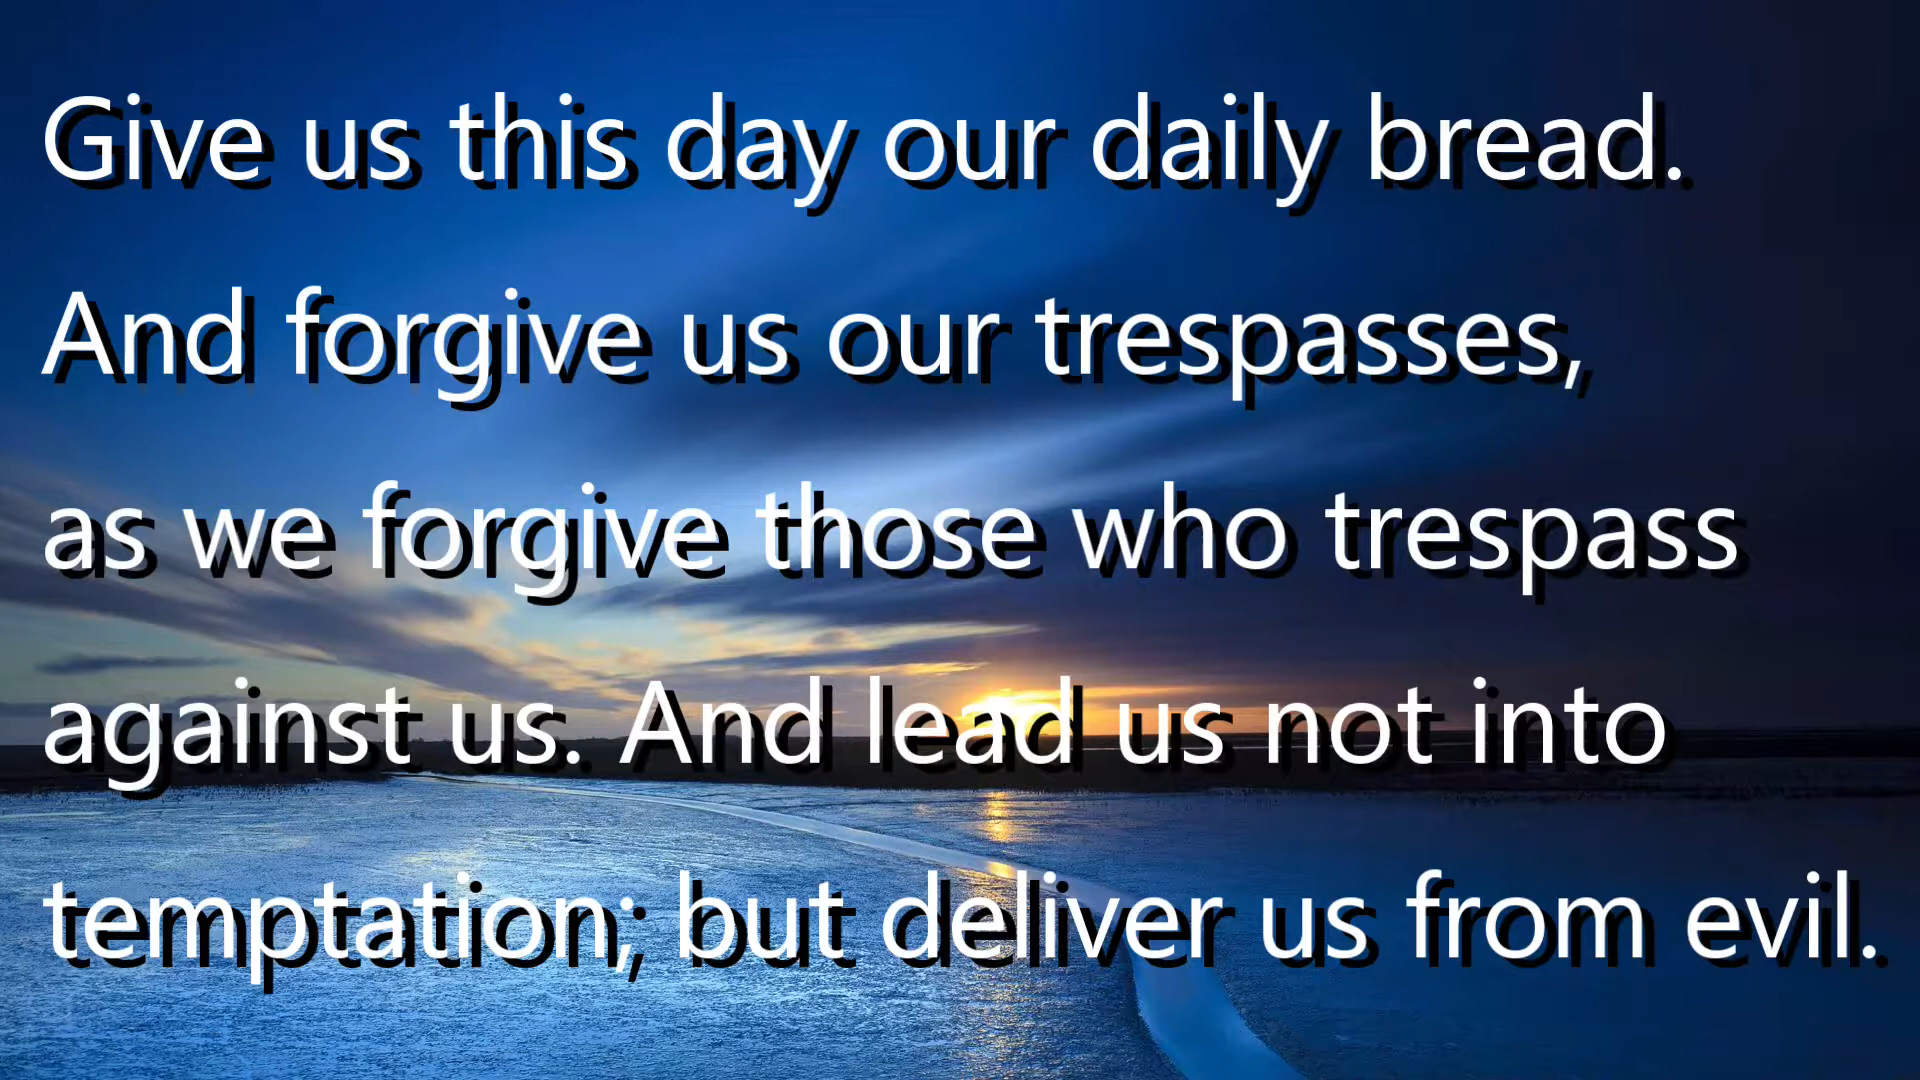 Give us this day our daily bread.
And forgive us our trespasses,
as we forgive those who trespass
against us. And lead us not into
temptation; but deliver us from evil.